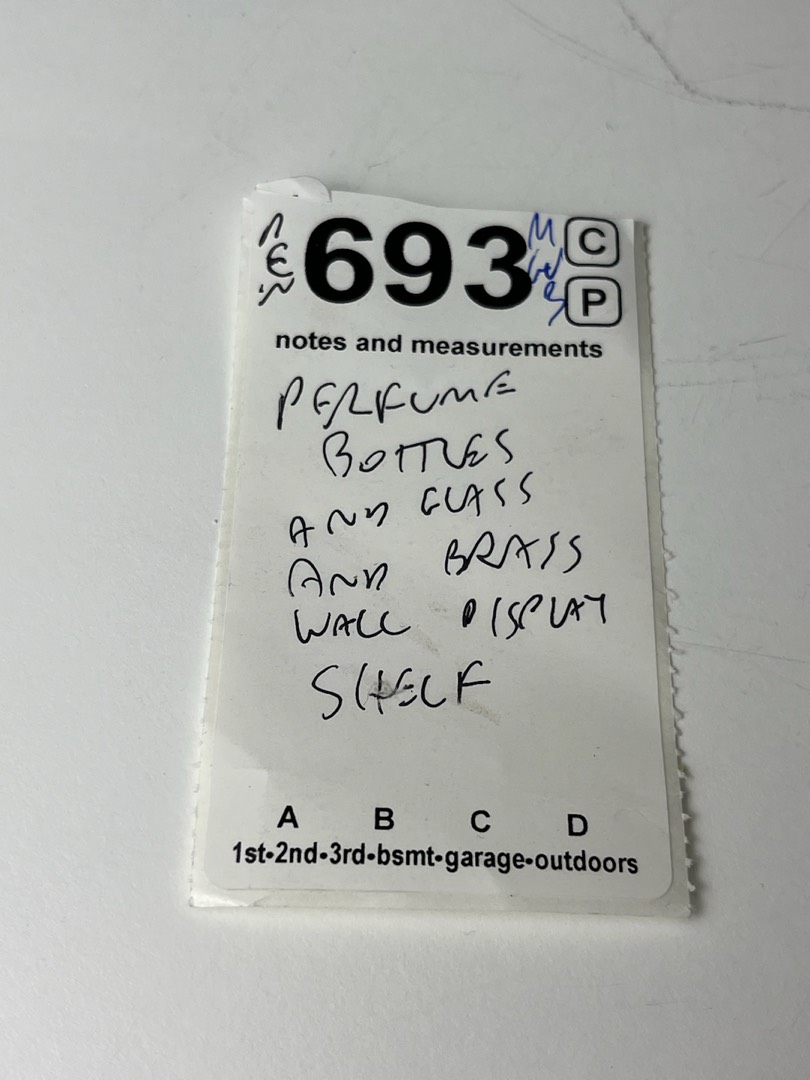 693
C
P
notes and measurements
PERFUME
BOTTLES
AND GLASS
AND BRASS
WALL DISPLAY
SHELF
A B C D
1st•2nd•3rd•bsmt•garage•outdoors